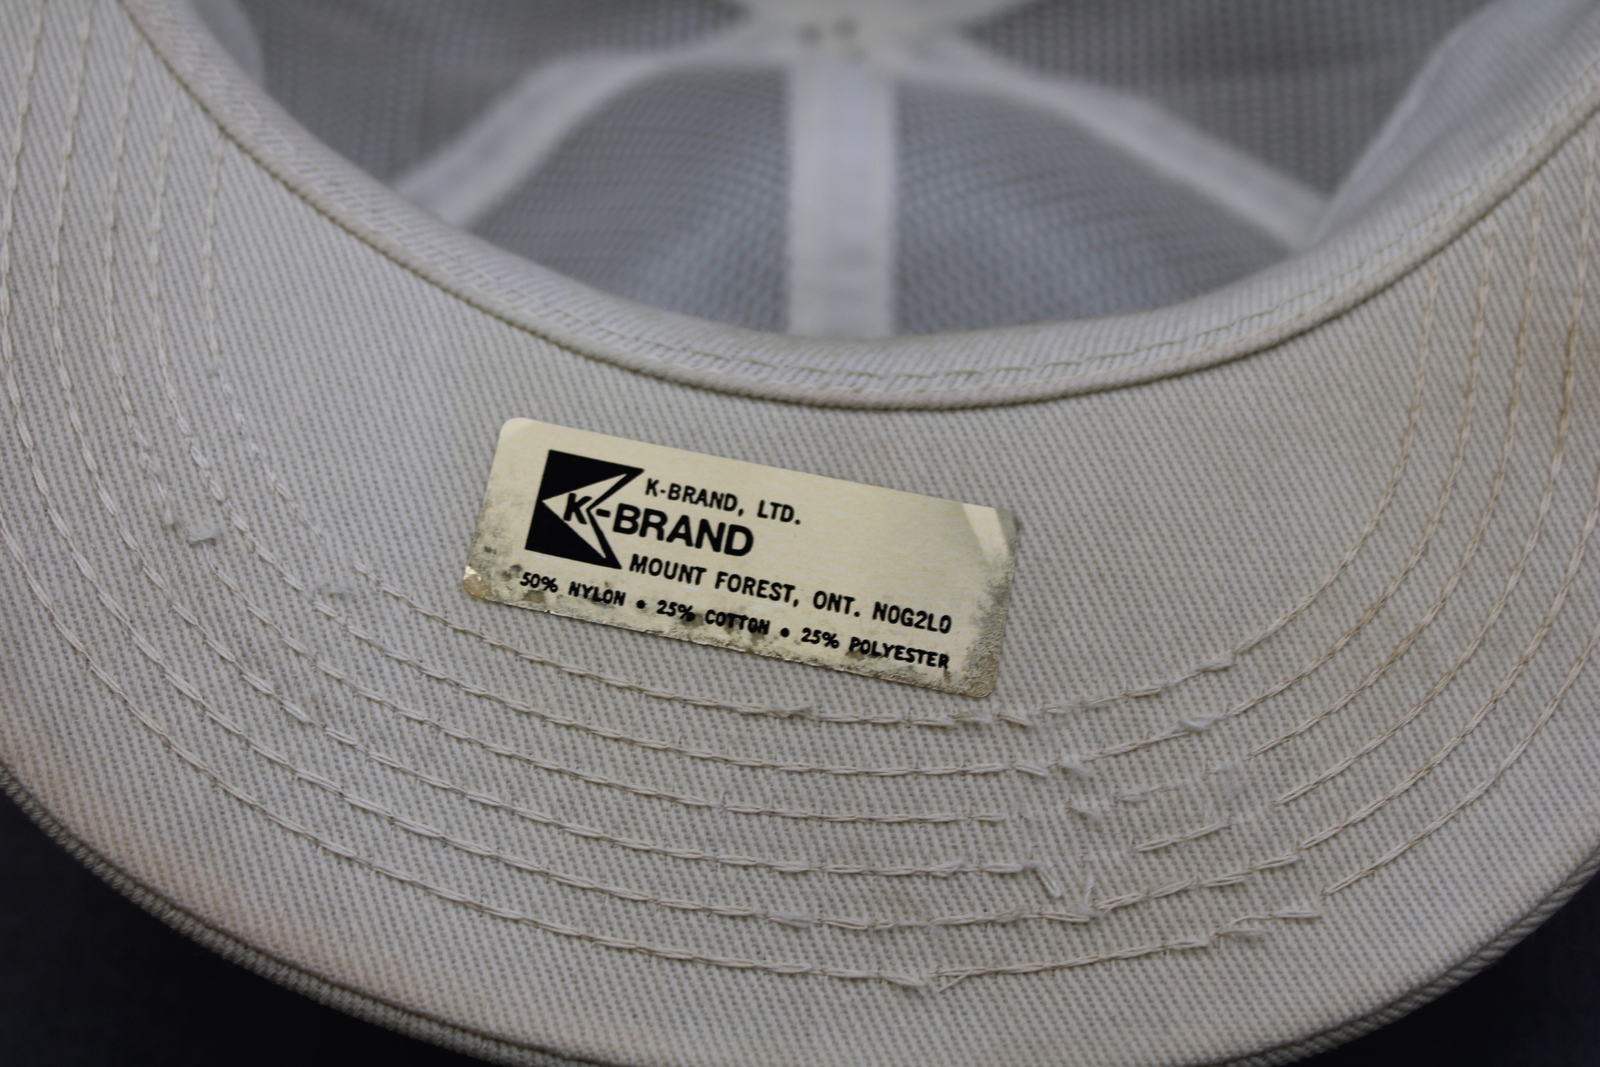 K-BRAND, LTD.
K-BRAND
MOUNT FOREST, ONT. N0G2L0
50% NYLON • 25% COTTON • 25% POLYESTER